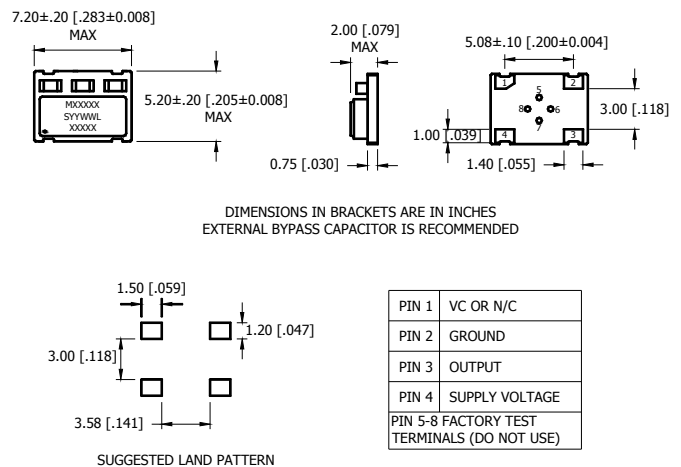 7.20±.20 [.283±0.008]
MAX
5.20±.20 [.205±0.008]
MAX
MXXXXX
SYYWWL
XXXXX
2.00 [.079]
MAX
0.75 [.030]
5.08±.10 [.200±0.004]
3.00 [.118]
1.00 [.039]
1.40 [.055]
1
2
5
8
6
7
4
3
DIMENSIONS IN BRACKETS ARE IN INCHES
EXTERNAL BYPASS CAPACITOR IS RECOMMENDED
1.50 [.059]
1.20 [.047]
3.00 [.118]
3.58 [.141]
SUGGESTED LAND PATTERN
PIN 1 VC OR N/C
PIN 2 GROUND
PIN 3 OUTPUT
PIN 4 SUPPLY VOLTAGE
PIN 5-8 FACTORY TEST
TERMINALS (DO NOT USE)